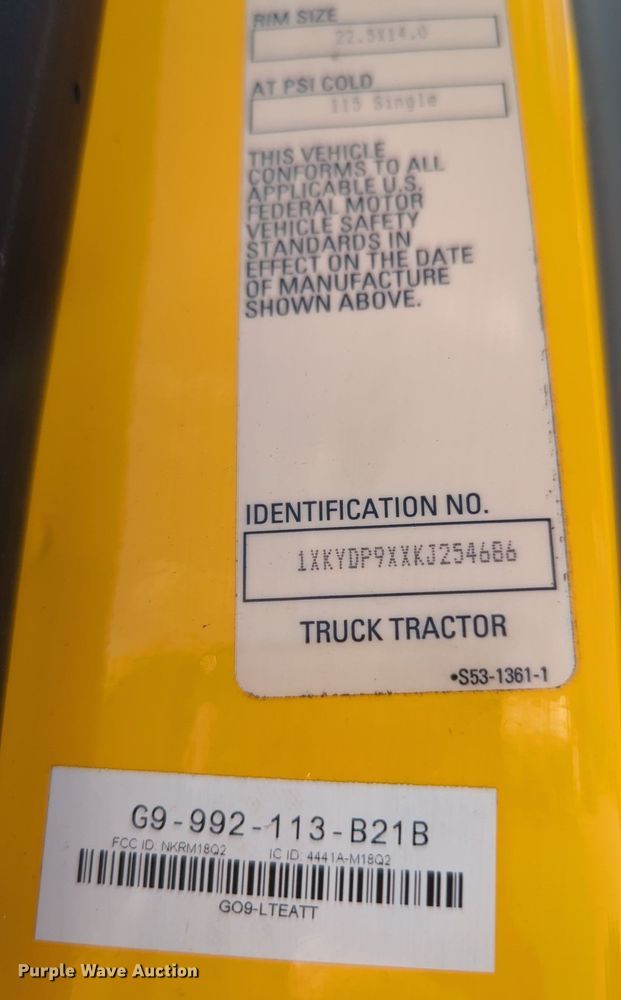 RIM SIZE
22.5X14.0
AT PSI COLD
115 Single
THIS VEHICLE
CONFORMS TO ALL
APPLICABLE U.S.
FEDERAL MOTOR
VEHICLE SAFETY
STANDARDS IN
EFFECT ON THE DATE
OF MANUFACTURE
SHOWN ABOVE.
IDENTIFICATION NO.
1XKYDP9XXKJ254686
TRUCK TRACTOR
•S53-1361-1
G9-992-113-B21B
FCC ID: NKRM18Q2 IC ID: 4441A-M18Q2
GO9-LTEATT
Purple Wave Auction